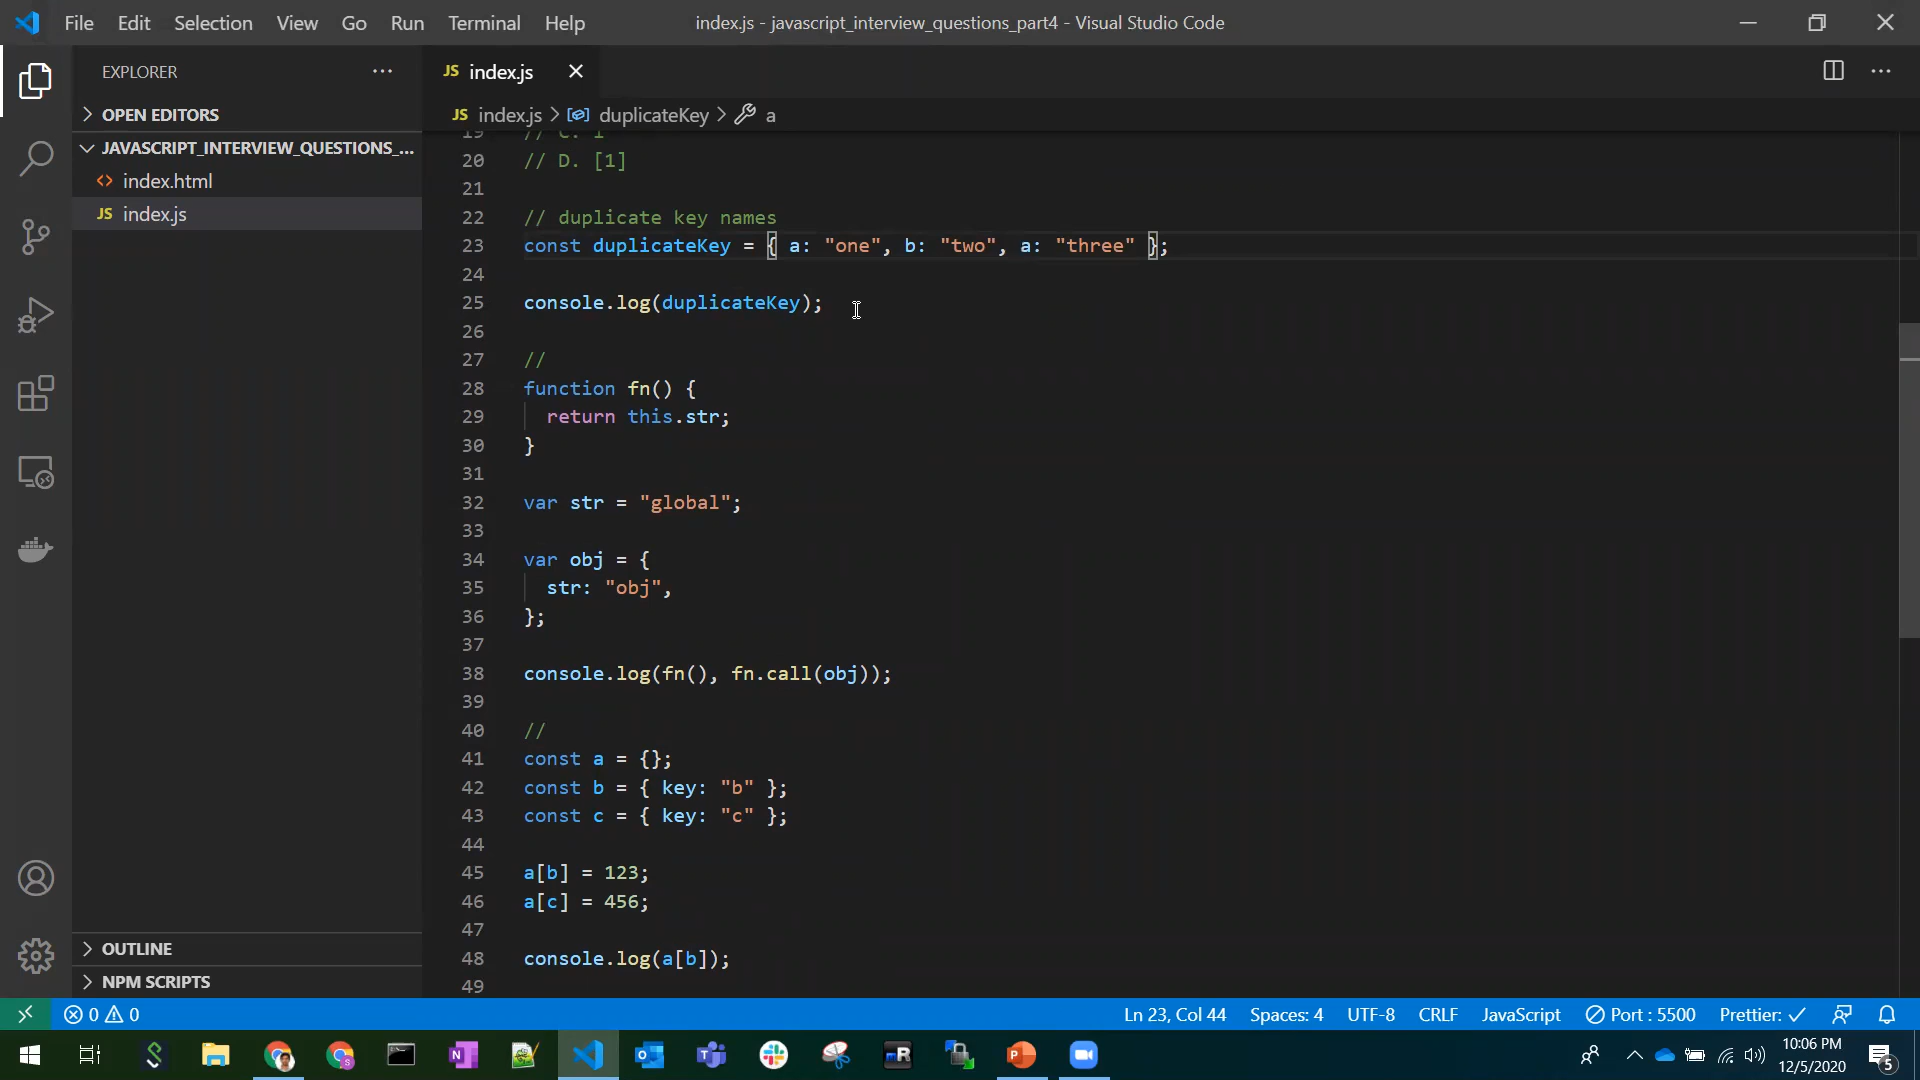 File Edit Selection View Go Run Terminal Help
index.js - javascript_interview_questions_part4 - Visual Studio Code
EXPLORER
OPEN EDITORS
JAVASCRIPT_INTERVIEW_QUESTIONS_...
<> index.html
JS index.js
OUTLINE
NPM SCRIPTS
JS index.js
JS index.js > duplicateKey > a
19 // C. 1
20 // D. [1]
21
22 // duplicate key names
23 const duplicateKey = { a: "one", b: "two", a: "three" };
24
25 console.log(duplicateKey);
26
27 //
28 function fn() {
29 return this.str;
30 }
31
32 var str = "global";
33
34 var obj = {
35 str: "obj",
36 };
37
38 console.log(fn(), fn.call(obj));
39
40 //
41 const a = {};
42 const b = { key: "b" };
43 const c = { key: "c" };
44
45 a[b] = 123;
46 a[c] = 456;
47
48 console.log(a[b]);
49
0 0
Ln 23, Col 44 Spaces: 4 UTF-8 CRLF JavaScript Port : 5500 Prettier: ✓
10:06 PM
12/5/2020
5